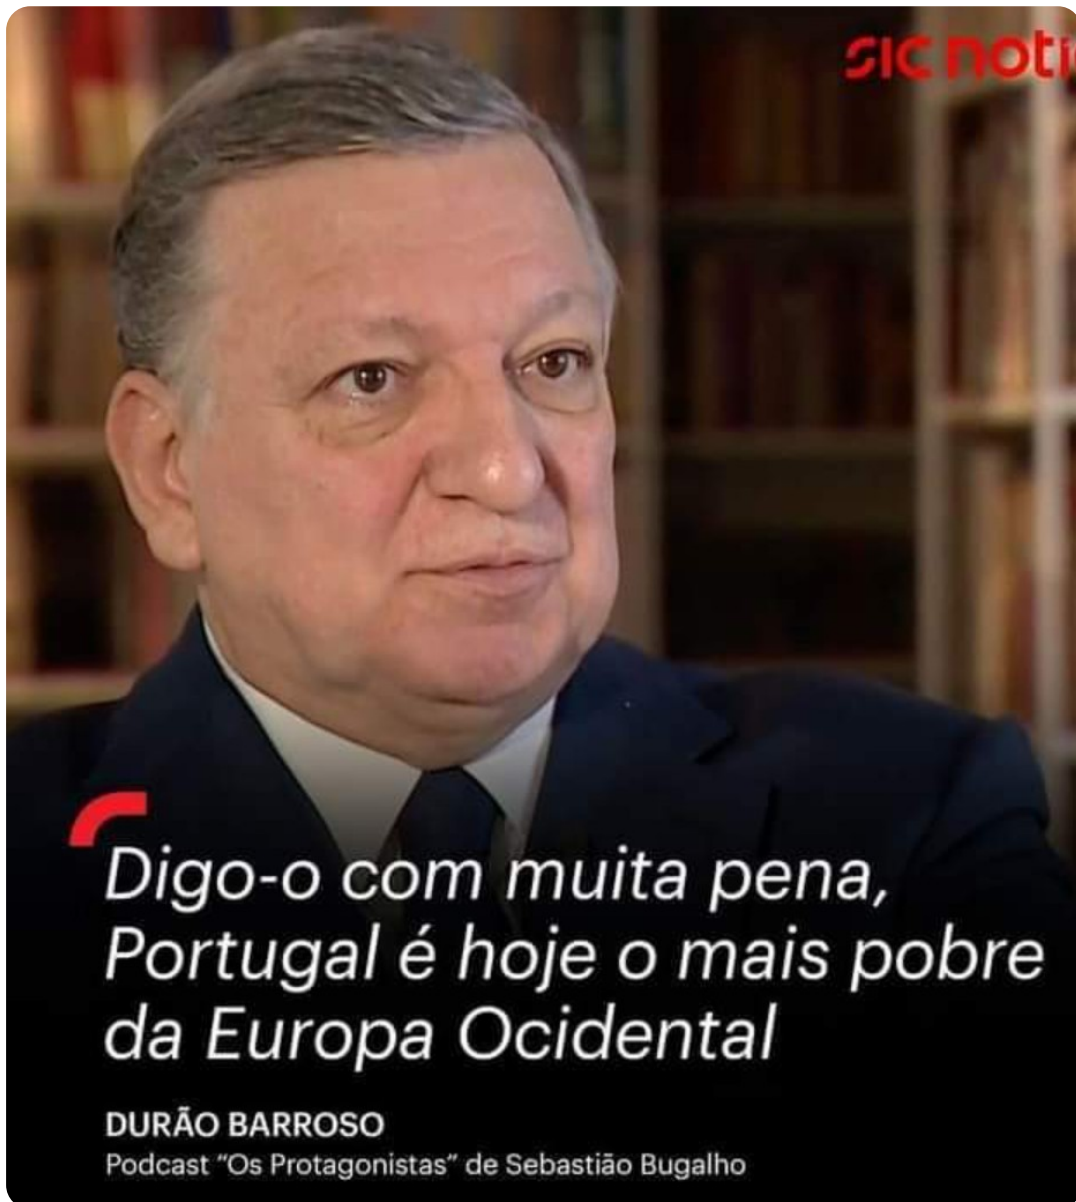 sic notí
Digo-o com muita pena,
Portugal é hoje o mais pobre
da Europa Ocidental
DURÃO BARROSO
Podcast “Os Protagonistas” de Sebastião Bugalho